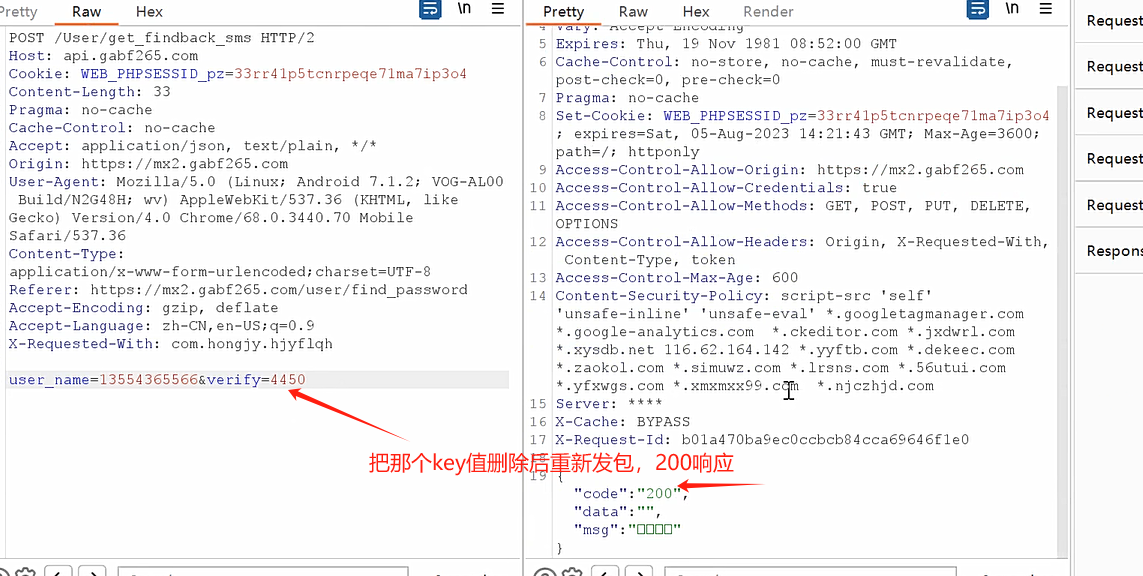 Pretty Raw Hex \n
POST /User/get_findback_sms HTTP/2
Host: api.gabf265.com
Cookie: WEB_PHPSESSID_pz=33rr41p5tcnrpeqe71ma7ip3o4
Content-Length: 33
Pragma: no-cache
Cache-Control: no-cache
Accept: application/json, text/plain, */*
Origin: https://mx2.gabf265.com
User-Agent: Mozilla/5.0 (Linux; Android 7.1.2; VOG-AL00
Build/N2G48H; wv) AppleWebKit/537.36 (KHTML, like
Gecko) Version/4.0 Chrome/68.0.3440.70 Mobile
Safari/537.36
Content-Type:
application/x-www-form-urlencoded;charset=UTF-8
Referer: https://mx2.gabf265.com/user/find_password
Accept-Encoding: gzip, deflate
Accept-Language: zh-CN,en-US;q=0.9
X-Requested-With: com.hongjy.hjyflqh
user_name=13554365566&verify=4450
Pretty Raw Hex Render \n
4 Vary: Accept-Encoding
5 Expires: Thu, 19 Nov 1981 08:52:00 GMT
6 Cache-Control: no-store, no-cache, must-revalidate,
post-check=0, pre-check=0
7 Pragma: no-cache
8 Set-Cookie: WEB_PHPSESSID_pz=33rr41p5tcnrpeqe71ma7ip3o4
; expires=Sat, 05-Aug-2023 14:21:43 GMT; Max-Age=3600;
path=/; httponly
9 Access-Control-Allow-Origin: https://mx2.gabf265.com
10 Access-Control-Allow-Credentials: true
11 Access-Control-Allow-Methods: GET, POST, PUT, DELETE,
OPTIONS
12 Access-Control-Allow-Headers: Origin, X-Requested-With,
Content-Type, token
13 Access-Control-Max-Age: 600
14 Content-Security-Policy: script-src 'self'
'unsafe-inline' 'unsafe-eval' *.googletagmanager.com
*.google-analytics.com *.ckeditor.com *.jxdwrl.com
*.xysdb.net 116.62.164.142 *.yyftb.com *.dekeec.com
*.zaokol.com *.simuwz.com *.lrsns.com *.56utui.com
*.yfxwgs.com *.xmxmxx99.com *.njczhjd.com
15 Server: ****
16 X-Cache: BYPASS
17 X-Request-Id: b01a470ba9ec0ccbcb84cca69646f1e0
18
把那个key值删除后重新发包，200响应
19 {
"code":"200",
"data":"",
"msg":"□□□□"
}
Request
Request
Request
Request
Request
Respons